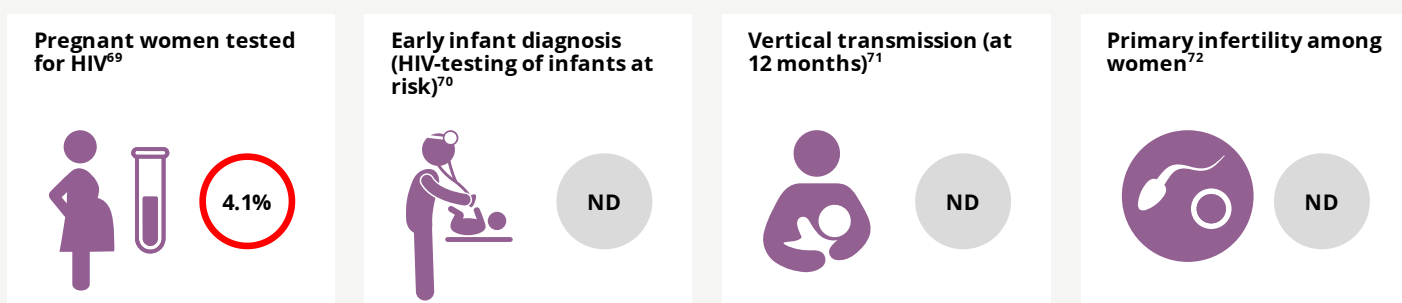 Pregnant women tested
for HIV69
4.1%
Early infant diagnosis
(HIV-testing of infants at
risk)70
ND
Vertical transmission (at
12 months)71
ND
Primary infertility among
women72
ND